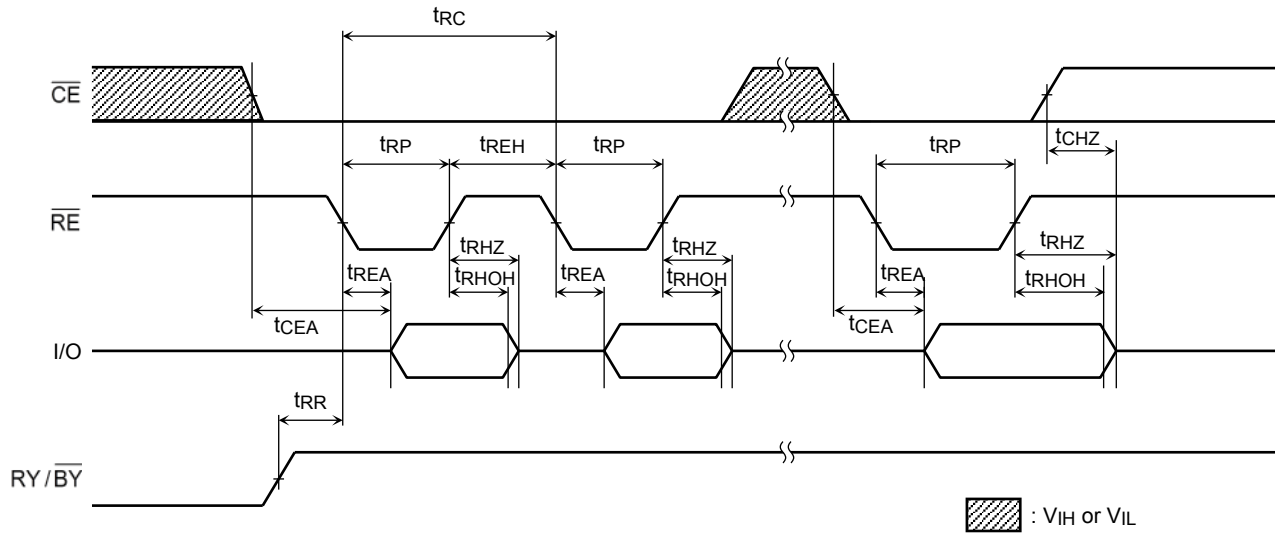 tRC
CE
tRP tREH tRP tRP tCHZ
RE
tRHZ tRHZ tRHZ
tREA tRHOH tREA tRHOH tREA tRHOH
tCEA tCEA
I/O
tRR
RY / BY
: VIH or VIL